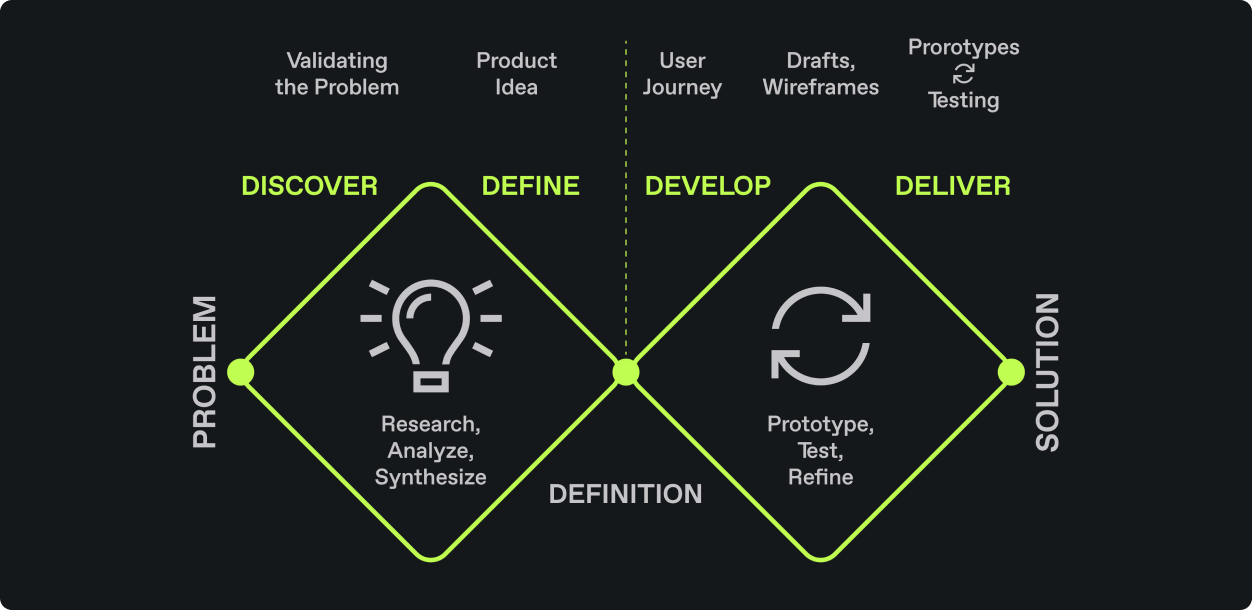 Validating
the Problem
Product
Idea
User
Journey
Drafts,
Wireframes
Prorotypes
Testing
DISCOVER
DEFINE
DEVELOP
DELIVER
PROBLEM
SOLUTION
Research,
Analyze,
Synthesize
Prototype,
Test,
Refine
DEFINITION